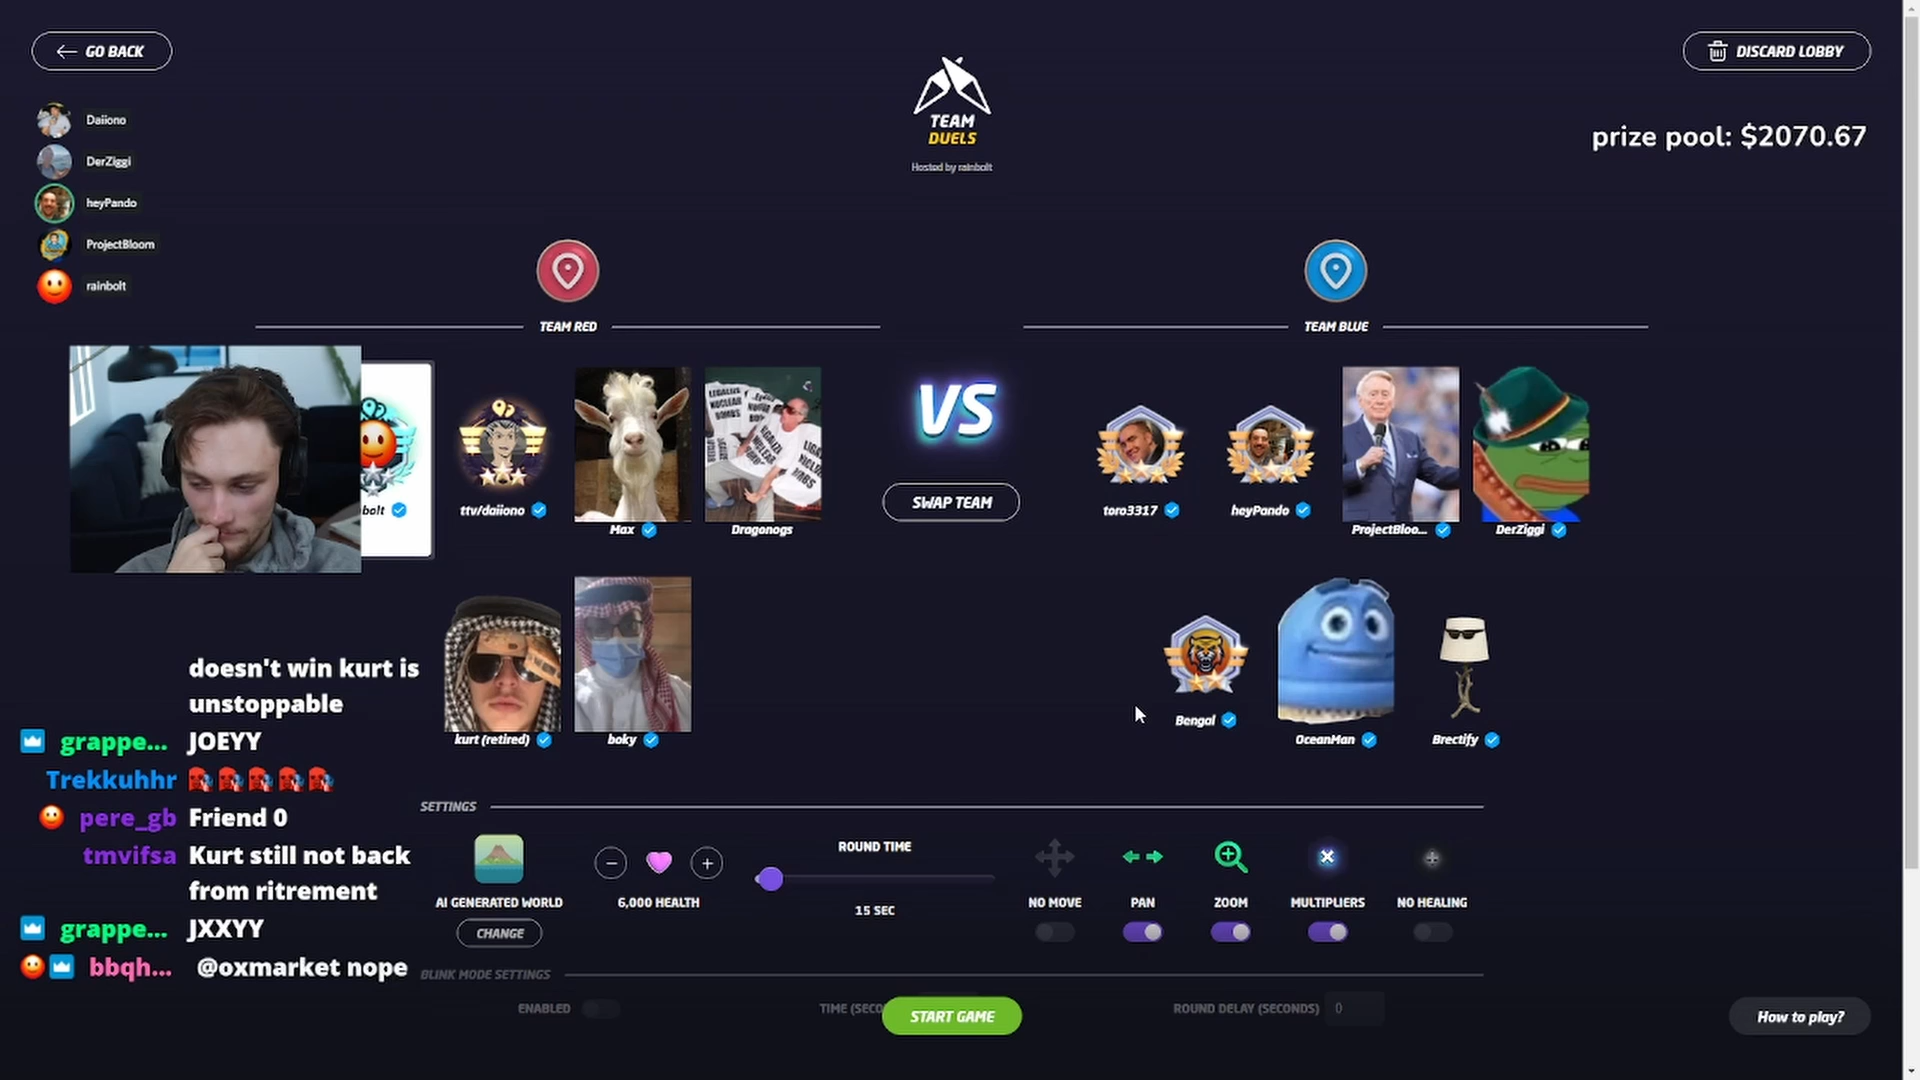 GO BACK
DISCARD LOBBY
Daiiono
DerZiggi
heyPando
ProjectBloom
rainbolt
TEAM
DUELS
Hosted by rainbolt
prize pool: $2070.67
TEAM RED
TEAM BLUE
VS
SWAP TEAM
bolt
ttv/daiiono
Max
Dragonogs
toro3317
heyPando
ProjectBloo...
DerZiggi
kurt (retired)
boky
Bengal
OceanMan
Brectify
doesn't win kurt is
unstoppable
grappe... JOEYY
Trekkuhhr
pere_gb Friend 0
tmvifsa Kurt still not back
from ritrement
grappe... JXXYY
bbqh... @oxmarket nope
SETTINGS
AI GENERATED WORLD
CHANGE
6,000 HEALTH
ROUND TIME
15 SEC
NO MOVE
PAN
ZOOM
MULTIPLIERS
NO HEALING
BLINK MODE SETTINGS
ENABLED
TIME (SECO
START GAME
ROUND DELAY (SECONDS) 0
How to play?